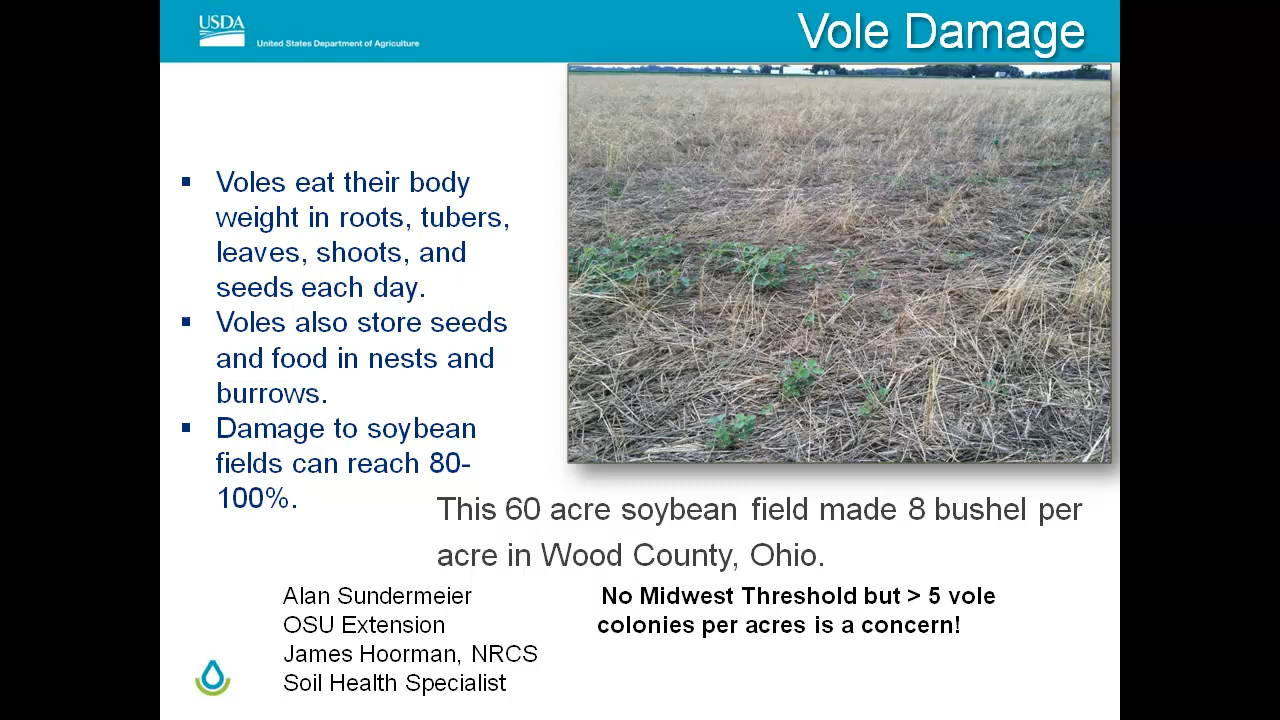 USDA
United States Department of Agriculture
Vole Damage
▪ Voles eat their body
weight in roots, tubers,
leaves, shoots, and
seeds each day.
▪ Voles also store seeds
and food in nests and
burrows.
▪ Damage to soybean
fields can reach 80-
100%.
This 60 acre soybean field made 8 bushel per
acre in Wood County, Ohio.
Alan Sundermeier
OSU Extension
James Hoorman, NRCS
Soil Health Specialist
No Midwest Threshold but > 5 vole
colonies per acres is a concern!